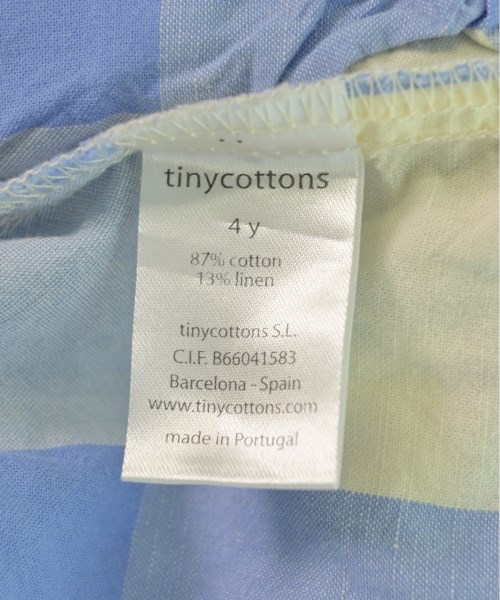 tinycottons
4 y
87% cotton
13% linen
tinycottons S.L.
C.I.F. B66041583
Barcelona - Spain
www.tinycottons.com
made in Portugal